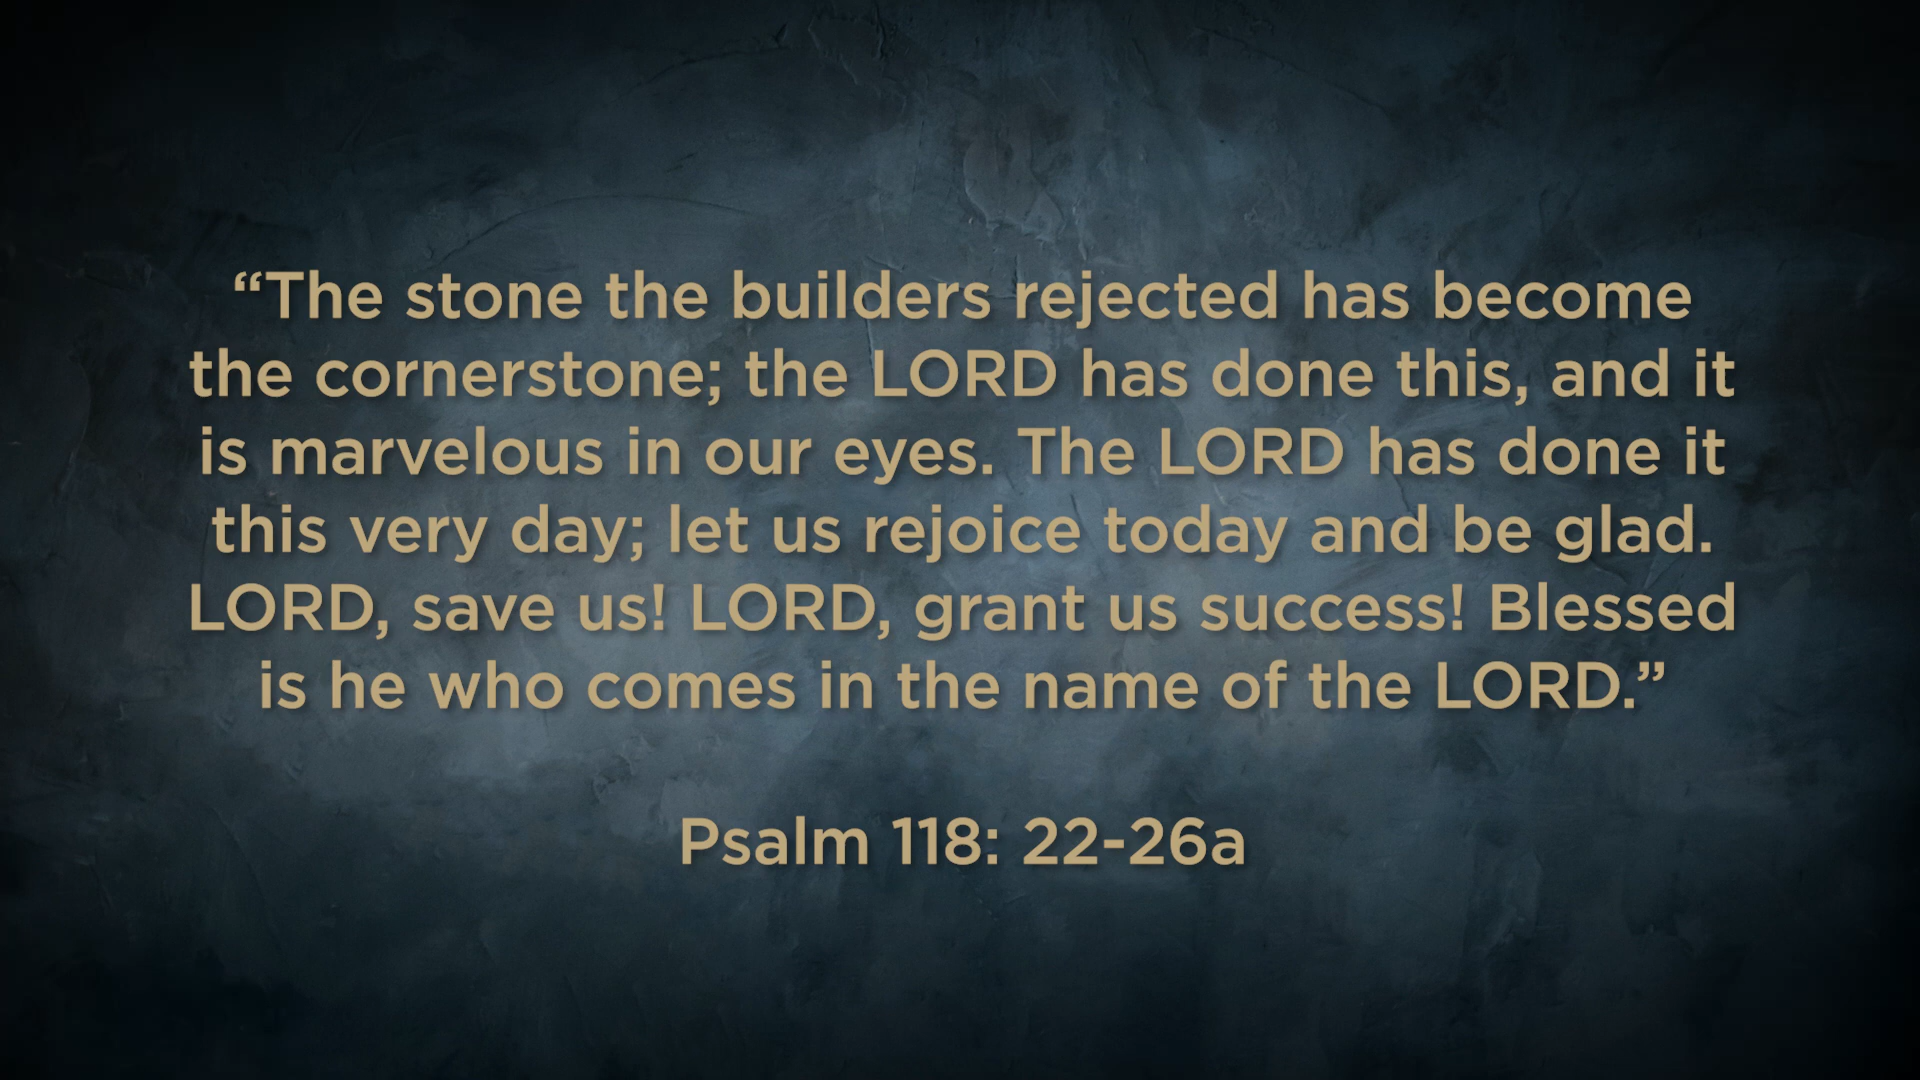 “The stone the builders rejected has become
the cornerstone; the LORD has done this, and it
is marvelous in our eyes. The LORD has done it
this very day; let us rejoice today and be glad.
LORD, save us! LORD, grant us success! Blessed
is he who comes in the name of the LORD.”
Psalm 118: 22-26a